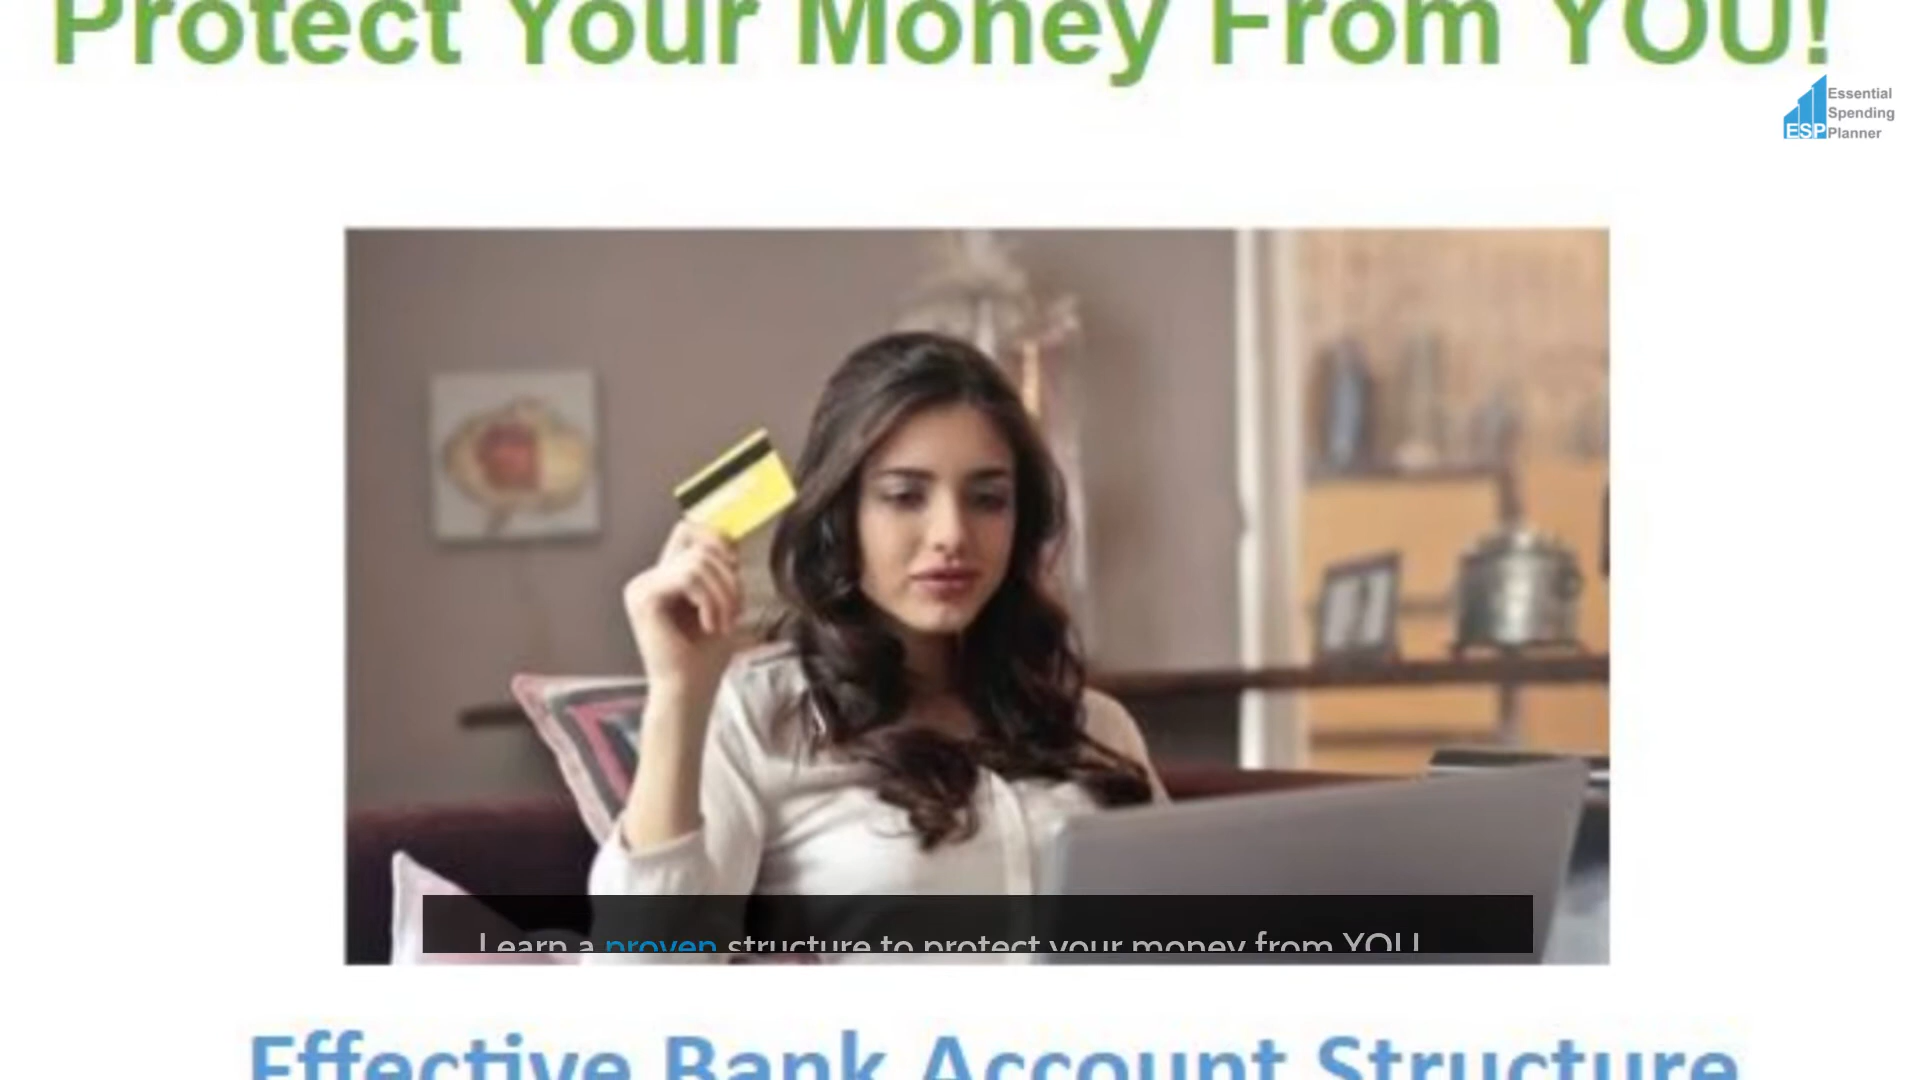 Protect Your Money From YOU!
Essential
Spending
ESP Planner
Learn a proven structure to protect your money from YOU
Effective Bank Account Structure